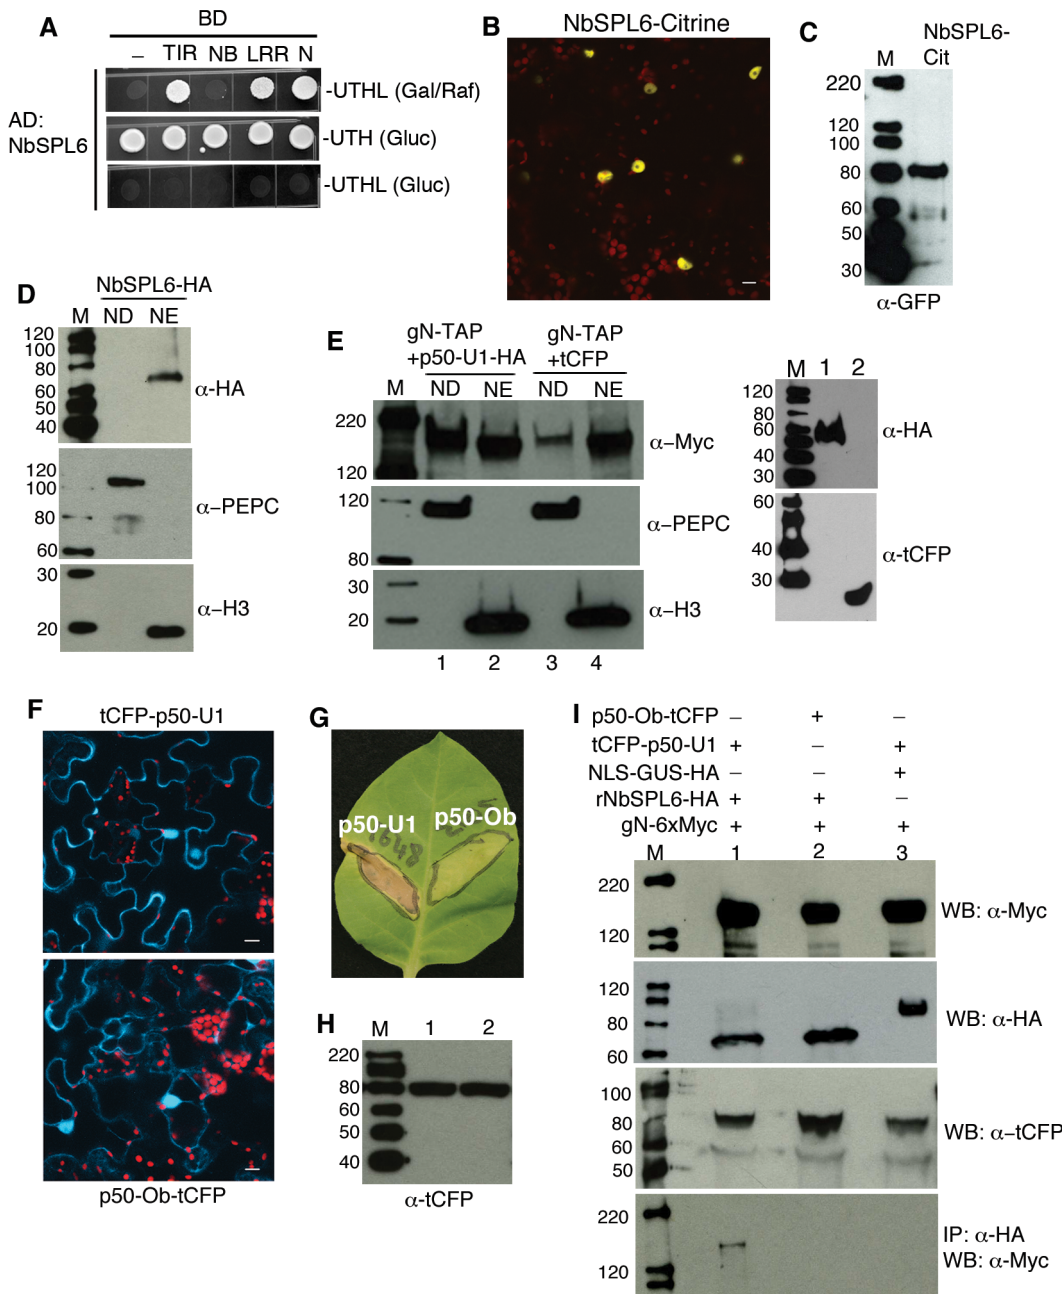 A
BD
– TIR NB LRR N
AD:
NbSPL6
-UTHL (Gal/Raf)
-UTH (Gluc)
-UTHL (Gluc)
B
NbSPL6-Citrine
C
NbSPL6-
Cit
M
220
120
100
80
60
50
30
α-GFP
D
NbSPL6-HA
M ND NE
120
100
80
60
50
40
α-HA
120
100
80
60
α–PEPC
30
20
α–H3
E
gN-TAP
+p50-U1-HA
gN-TAP
+tCFP
M ND NE ND NE
220
120
α–Myc
120
80
α–PEPC
30
20
α–H3
1 2 3 4
M 1 2
120
80
60
40
30
α-HA
60
40
30
α-tCFP
F
tCFP-p50-U1
p50-Ob-tCFP
G
p50-U1
p50-Ob
H
M 1 2
220
80
60
50
40
α-tCFP
I
p50-Ob-tCFP – + –
tCFP-p50-U1 + – +
NLS-GUS-HA – – +
rNbSPL6-HA + + –
gN-6xMyc + + +
M 1 2 3
220
120
WB: α-Myc
120
80
60
WB: α-HA
100
80
60
50
WB: α–tCFP
220
120
IP: α-HA
WB: α-Myc